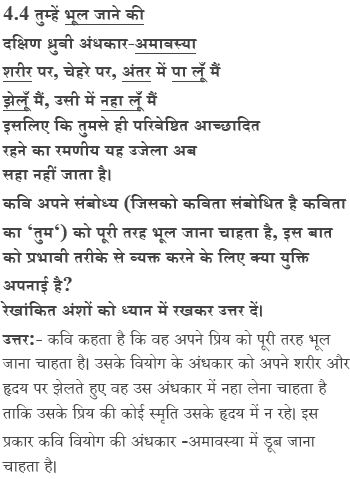 4.4 तुम्हें भूल जाने की
दक्षिण ध्रुवी अंधकार-अमावस्या
शरीर पर, चेहरे पर, अंतर में पा लूँ मैं
झेलूँ मैं, उसी में नहा लूँ मैं
इसलिए कि तुमसे ही परिवेष्टित आच्छादित
रहने का रमणीय यह उजेला अब
सहा नहीं जाता है।
कवि अपने संबोध्य (जिसको कविता संबोधित है कविता
का 'तुम') को पूरी तरह भूल जाना चाहता है, इस बात
को प्रभावी तरीके से व्यक्त करने के लिए क्या युक्ति
अपनाई है?
रेखांकित अंशों को ध्यान में रखकर उत्तर दें।
उत्तर:- कवि कहता है कि वह अपने प्रिय को पूरी तरह भूल
जाना चाहता है। उसके वियोग के अंधकार को अपने शरीर और
हृदय पर झेलते हुए वह उस अंधकार में नहा लेना चाहता है
ताकि उसके प्रिय की कोई स्मृति उसके हृदय में न रहे। इस
प्रकार कवि वियोग की अंधकार -अमावस्या में डूब जाना
चाहता है।